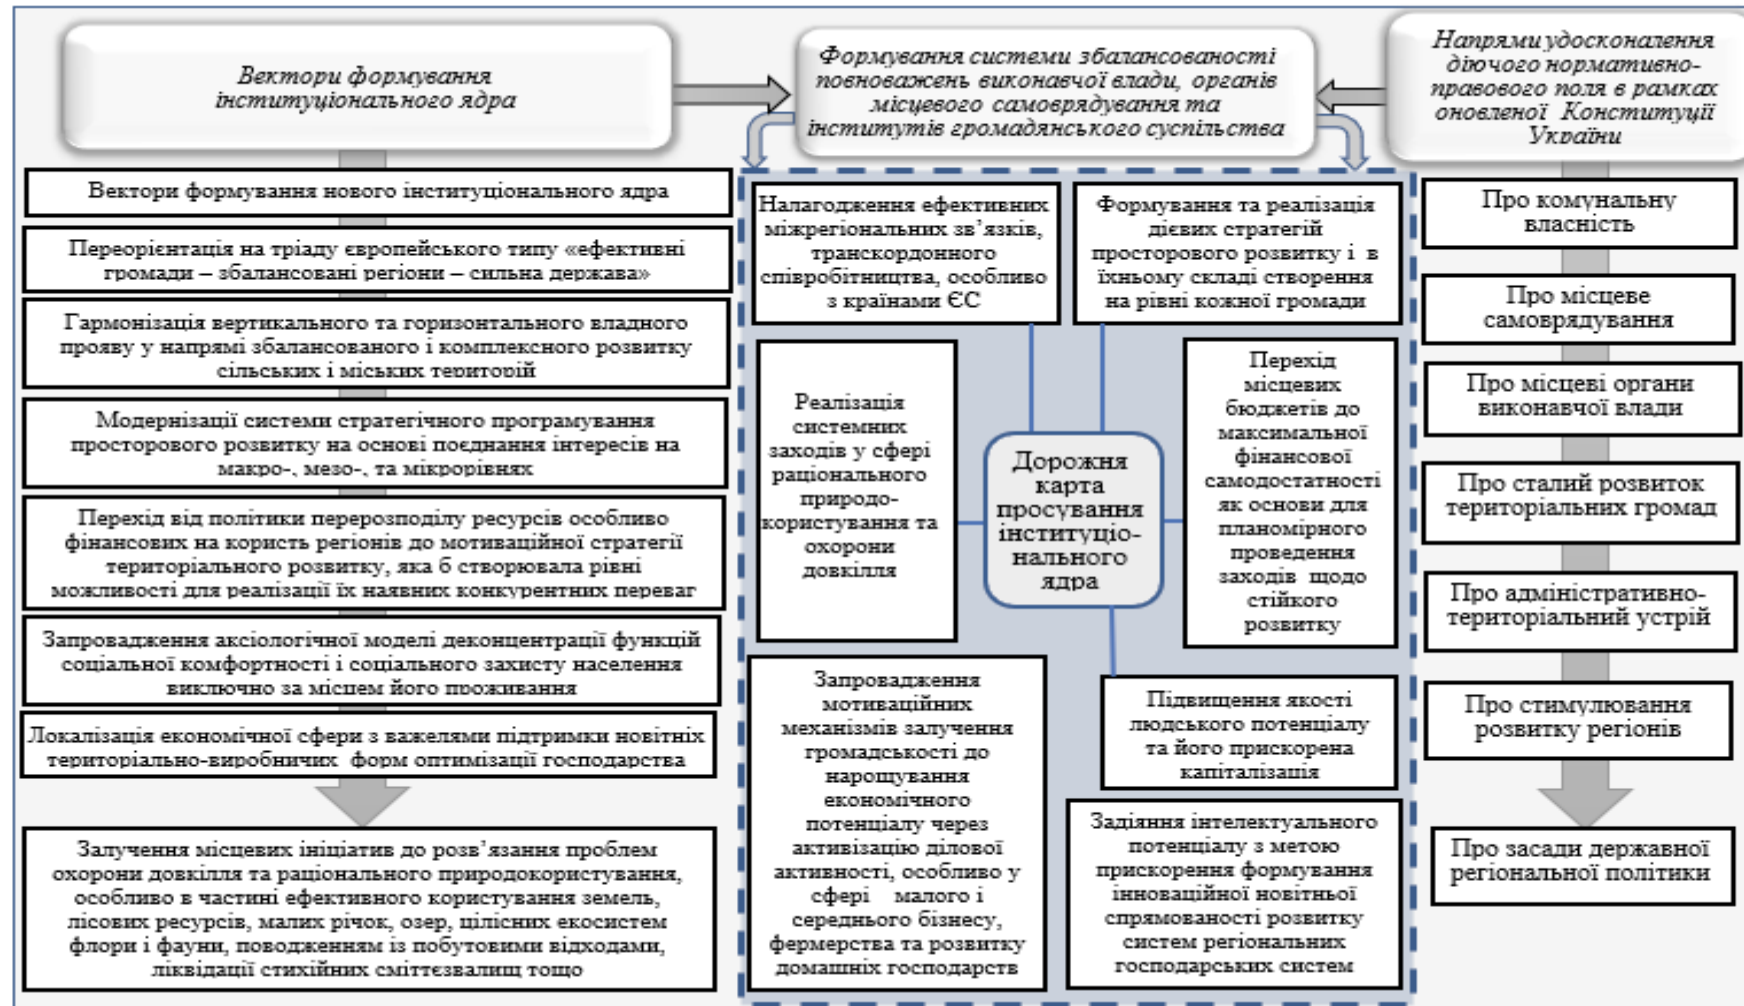 Вектори формування
інституціонального ядра
Формування системи збалансованості
повноважень виконавчої влади, органів
місцевого самоврядування та
інститутів громадянського суспільства
Напрями удосконалення
діючого нормативно-
правового поля в рамках
оновленої Конституції
України
Вектори формування нового інституціонального ядра
Переорієнтація на тріаду європейського типу «ефективні
громади – збалансовані регіони – сильна держава»
Гармонізація вертикального та горизонтального владного
прояву у напрямі збалансованого і комплексного розвитку
сільських і міських територій
Модернізації системи стратегічного програмування
просторового розвитку на основі поєднання інтересів на
макро-, мезо-, та мікрорівнях
Перехід від політики перерозподілу ресурсів особливо
фінансових на користь регіонів до мотиваційної стратегії
територіального розвитку, яка б створювала рівні
можливості для реалізації їх наявних конкурентних переваг
Запровадження аксіологічної моделі деконцентрації функцій
соціальної комфортності і соціального захисту населення
виключно за місцем його проживання
Локалізація економічної сфери з важелями підтримки новітніх
територіально-виробничих форм оптимізації господарства
Залучення місцевих ініціатив до розв’язання проблем
охорони довкілля та раціонального природокористування,
особливо в частині ефективного користування земель,
лісових ресурсів, малих річок, озер, цілісних екосистем
флори і фауни, поводженням із побутовими відходами,
ліквідації стихійних сміттєзвалищ тощо
Налагодження ефективних
міжрегіональних зв’язків,
транскордонного
співробітництва, особливо
з країнами ЄС
Формування та реалізація
дієвих стратегій
просторового розвитку і в
їхньому складі створення
на рівні кожної громади
Реалізація
системних
заходів у сфері
раціонального
природо-
користування та
охорони
довкілля
Дорожня
карта
просування
інституціо-
нального
ядра
Перехід
місцевих
бюджетів до
максимальної
фінансової
самодостатності
як основи для
планомірного
проведення
заходів щодо
стійкого
розвитку
Запровадження
мотиваційних
механізмів залучення
громадськості до
нарощування
економічного
потенціалу через
активізацію ділової
активності, особливо у
сфері малого і
середнього бізнесу,
фермерства та розвитку
домашніх господарств
Підвищення якості
людського потенціалу
та його прискорена
капіталізація
Задіяння інтелектуального
потенціалу з метою
прискорення формування
інноваційної новітньої
спрямованості розвитку
систем регіональних
господарських систем
Про комунальну
власність
Про місцеве
самоврядування
Про місцеві органи
виконавчої влади
Про сталий розвиток
територіальних громад
Про адміністративно-
територіальний устрій
Про стимулювання
розвитку регіонів
Про засади державної
регіональної політики